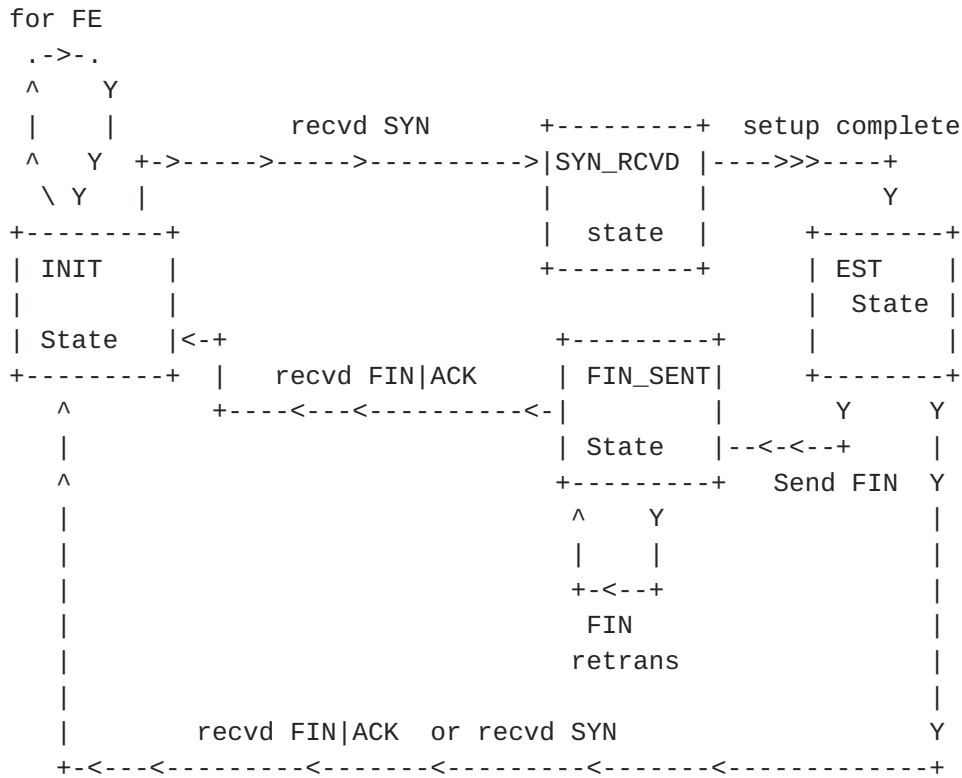 for FE
 .->-.
 ^    Y
 |    |           recvd SYN       +---------+  setup complete
 ^   Y  +->----->----->---------->|SYN_RCVD |---->>>----+
  \ Y   |                         |         |           Y
+---------+                       |  state  |      +--------+
| INIT    |                       +---------+      | EST    |
|         |                                        |  State |
| State   |<-+                     +---------+     |        |
+---------+  |   recvd FIN|ACK     | FIN_SENT|     +--------+
   ^         +----<---<----------<-|         |       Y     Y
   |                               | State   |--<-<--+     |
   ^                               +---------+   Send FIN  Y
   |                                ^    Y                 |
   |                                |    |                 |
   |                                +-<--+                 |
   |                                 FIN                   |
   |                                retrans                |
   |                                                       |
   |        recvd FIN|ACK  or recvd SYN                    Y
   +-<---<---------<-------<---------<-------<-------------+